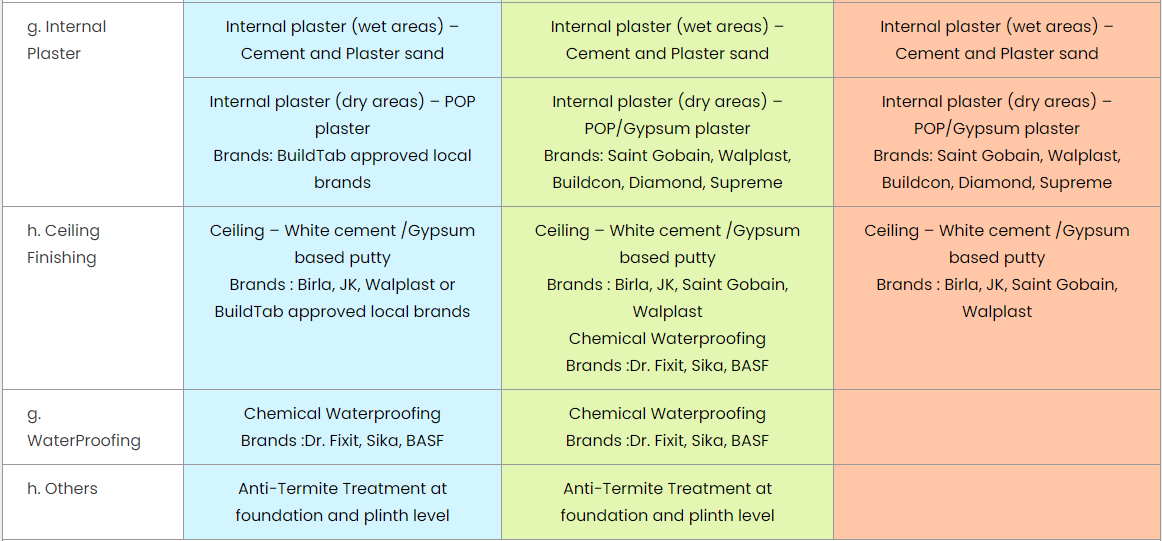 g. Internal
Plaster
Internal plaster (wet areas) –
Cement and Plaster sand
Internal plaster (wet areas) –
Cement and Plaster sand
Internal plaster (wet areas) –
Cement and Plaster sand
Internal plaster (dry areas) – POP
plaster
Brands: BuildTab approved local
brands
Internal plaster (dry areas) –
POP/Gypsum plaster
Brands: Saint Gobain, Walplast,
Buildcon, Diamond, Supreme
Internal plaster (dry areas) –
POP/Gypsum plaster
Brands: Saint Gobain, Walplast,
Buildcon, Diamond, Supreme
h. Ceiling
Finishing
Ceiling – White cement /Gypsum
based putty
Brands : Birla, JK, Walplast or
BuildTab approved local brands
Ceiling – White cement /Gypsum
based putty
Brands : Birla, JK, Saint Gobain,
Walplast
Chemical Waterproofing
Brands :Dr. Fixit, Sika, BASF
Ceiling – White cement /Gypsum
based putty
Brands : Birla, JK, Saint Gobain,
Walplast
g.
WaterProofing
Chemical Waterproofing
Brands :Dr. Fixit, Sika, BASF
Chemical Waterproofing
Brands :Dr. Fixit, Sika, BASF
h. Others
Anti-Termite Treatment at
foundation and plinth level
Anti-Termite Treatment at
foundation and plinth level